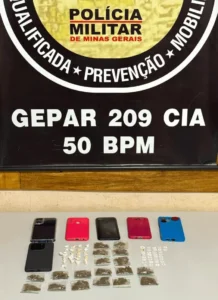 POLÍCIA
MILITAR
DE MINAS GERAIS
QUALIFICADA ★ PREVENÇÃO ★ MOBILI
GEPAR 209 CIA
50 BPM